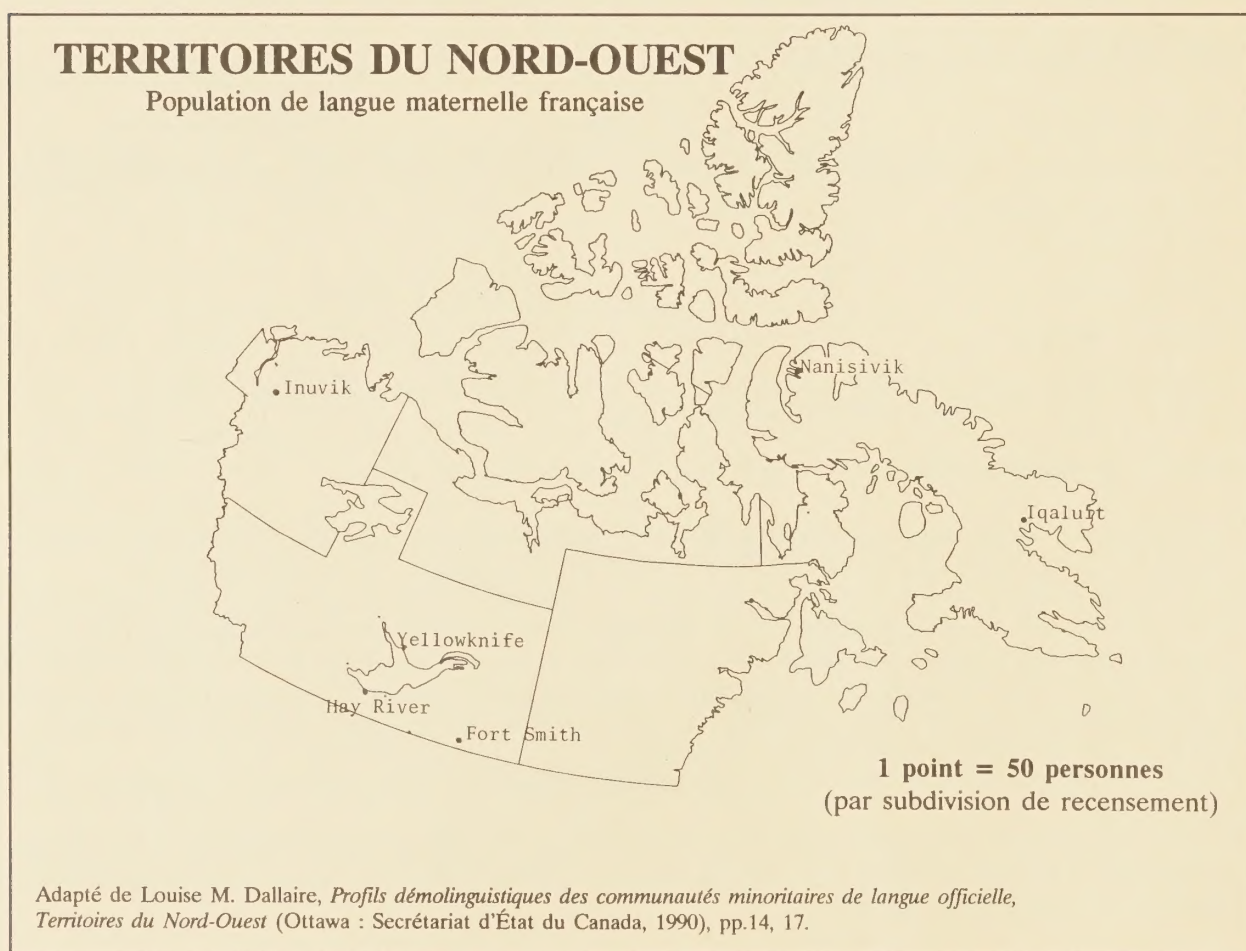 TERRITOIRES DU NORD-OUEST
Population de langue maternelle française
Nanisivik
Inuvik
Iqaluit
Yellowknife
Hay River
Fort Smith
1 point = 50 personnes
(par subdivision de recensement)
Adapté de Louise M. Dallaire, Profils démolinguistiques des communautés minoritaires de langue officielle,
Territoires du Nord-Ouest (Ottawa : Secrétariat d'État du Canada, 1990), pp.14, 17.